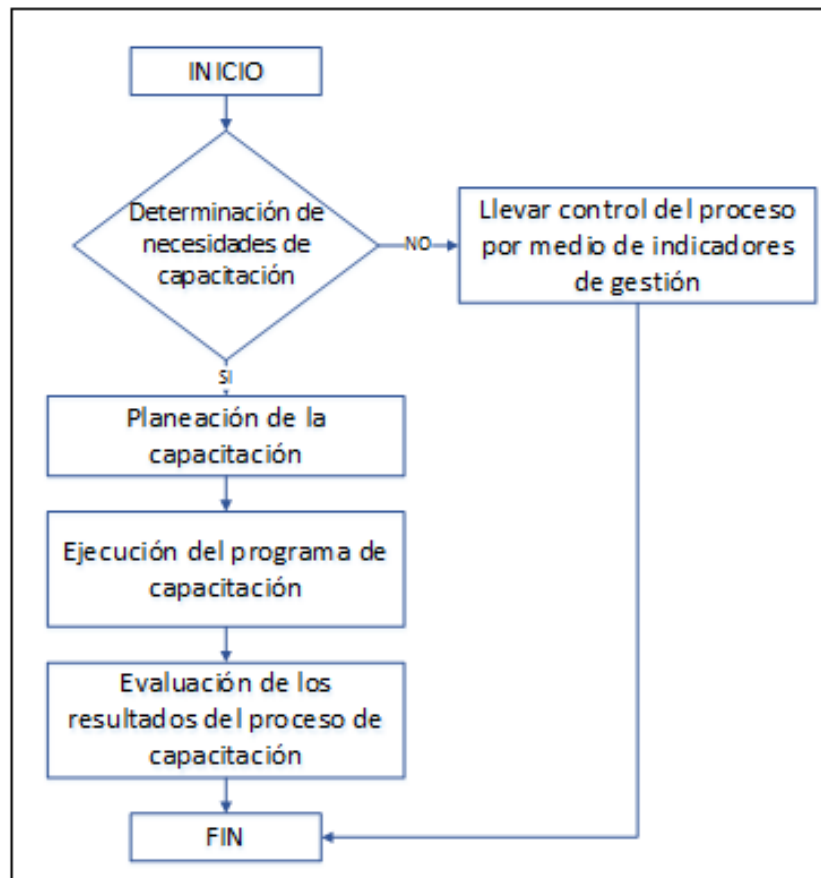 INICIO
Determinación de
necesidades de
capacitación
NO
Llevar control del proceso
por medio de indicadores
de gestión
SI
Planeación de la
capacitación
Ejecución del programa de
capacitación
Evaluación de los
resultados del proceso de
capacitación
FIN